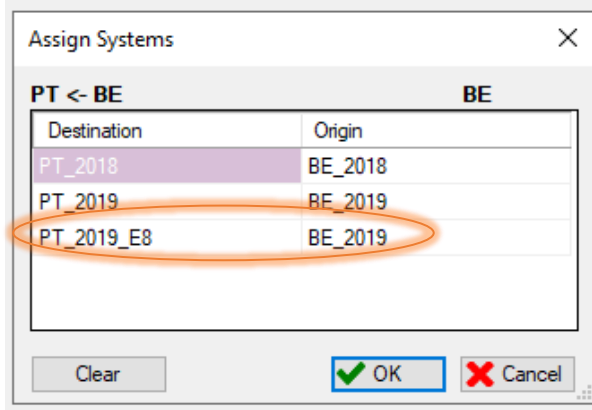 Assign Systems
PT <- BE BE
Destination Origin
PT_2018 BE_2018
PT_2019 BE_2019
PT_2019_E8 BE_2019
Clear OK Cancel